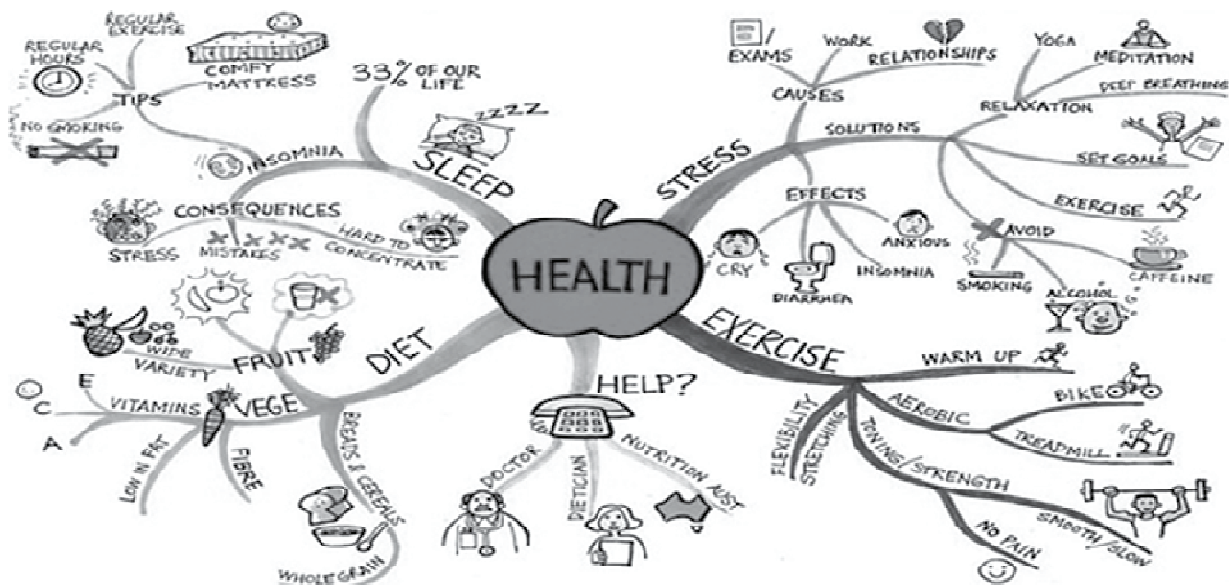 HEALTH
SLEEP
33% OF OUR
LIFE
ZZZZ
INSOMNIA
TIPS
REGULAR
HOURS
REGULAR
EXERCISE
COMFY
MATTRESS
NO SMOKING
CONSEQUENCES
STRESS
MISTAKES
HARD TO
CONCENTRATE
STRESS
CAUSES
EXAMS
WORK
RELATIONSHIPS
SOLUTIONS
RELAXATION
YOGA
MEDITATION
DEEP BREATHING
SET GOALS
EXERCISE
AVOID
SMOKING
ALCOHOL
CAFFEINE
EFFECTS
CRY
DIARRHEA
INSOMNIA
ANXIOUS
EXERCISE
WARM UP
AEROBIC
BIKE
TREADMILL
TONING/STRENGTH
SMOOTH/SLOW
NO PAIN
FLEXIBILITY
STRETCHING
HELP?
DOCTOR
DIETICIAN
NUTRITION AUST
DIET
FRUIT
WIDE
VARIETY
VEGE
VITAMINS
E
C
A
LOW IN FAT
FIBRE
BREADS & CEREALS
WHOLE GRAIN